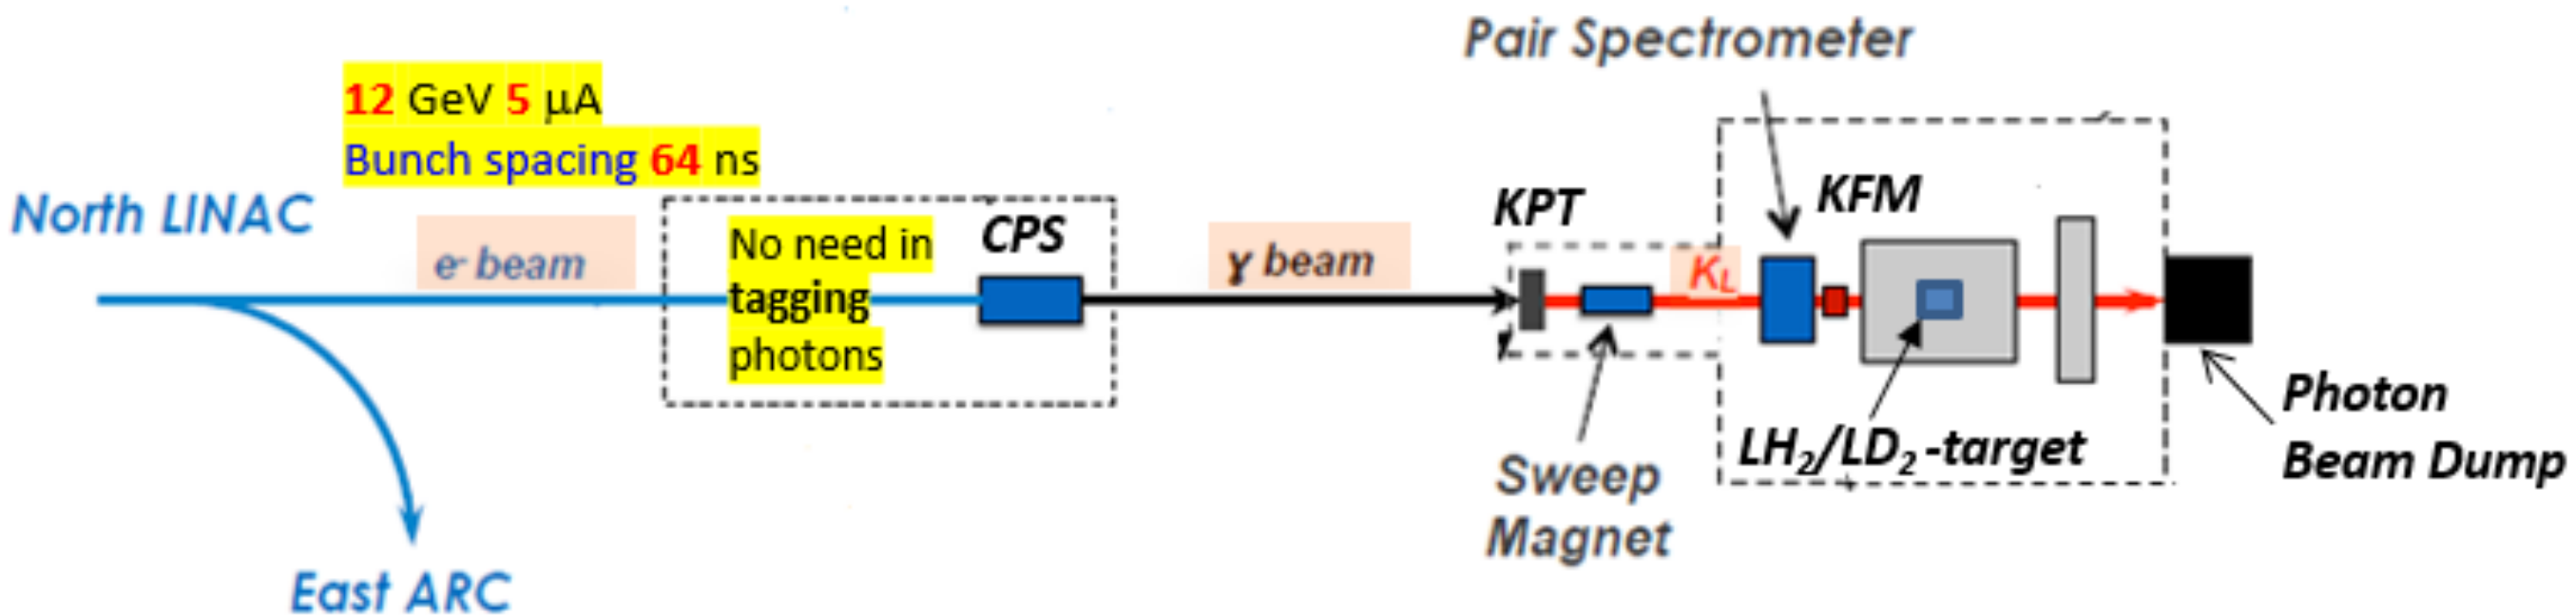 Pair Spectrometer
12 GeV 5 µA
Bunch spacing 64 ns
North LINAC
e- beam
No need in
tagging
photons
CPS
γ beam
KPT
K_L
KFM
LH₂/LD₂-target
Sweep
Magnet
Photon
Beam Dump
East ARC